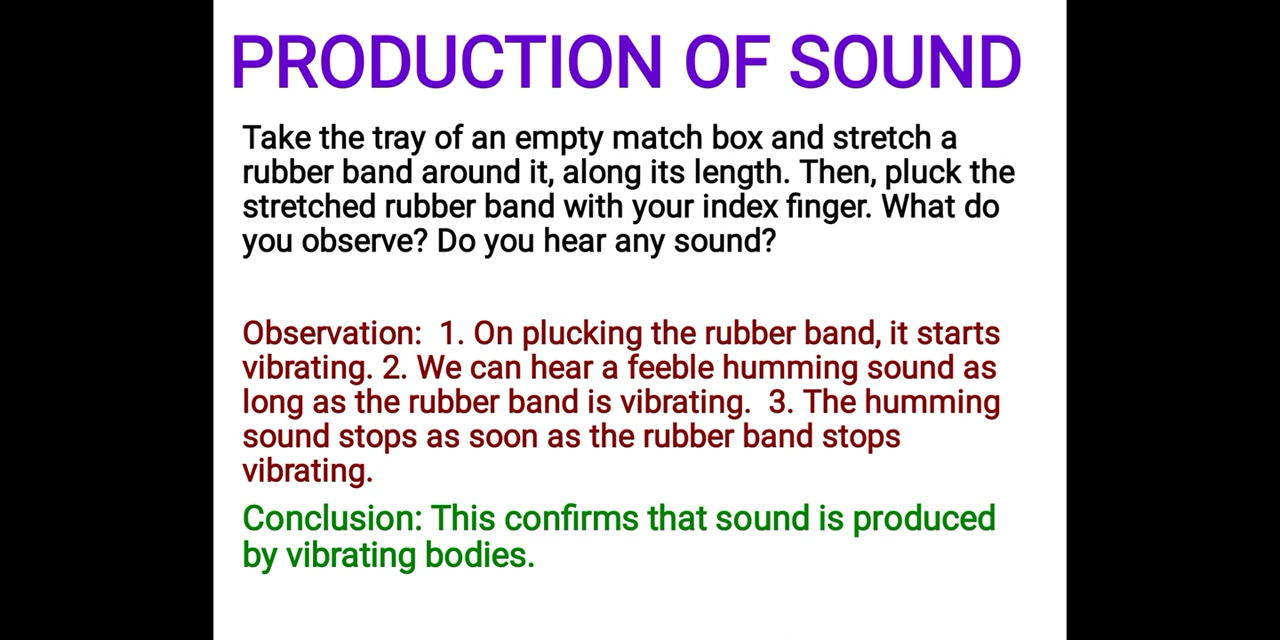 PRODUCTION OF SOUND
Take the tray of an empty match box and stretch a
rubber band around it, along its length. Then, pluck the
stretched rubber band with your index finger. What do
you observe? Do you hear any sound?
Observation:  1. On plucking the rubber band, it starts
vibrating. 2. We can hear a feeble humming sound as
long as the rubber band is vibrating.  3. The humming
sound stops as soon as the rubber band stops
vibrating.
Conclusion: This confirms that sound is produced
by vibrating bodies.